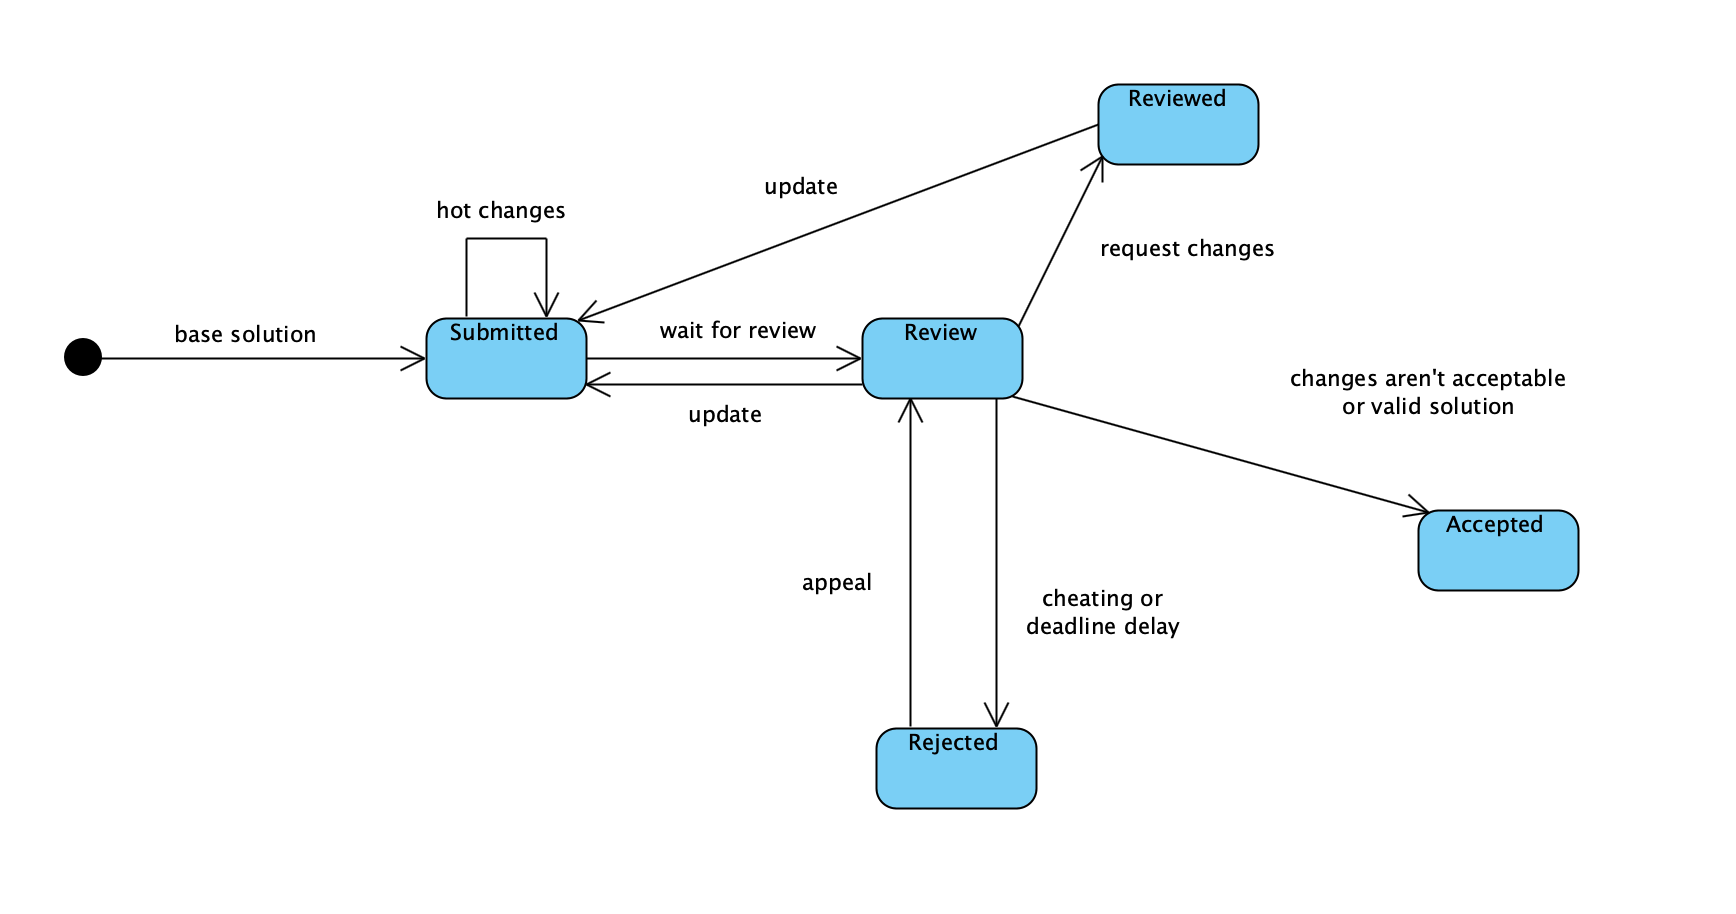 Reviewed
update
hot changes
request changes
base solution
Submitted
wait for review
Review
update
changes aren't acceptable
or valid solution
Accepted
appeal
cheating or
deadline delay
Rejected